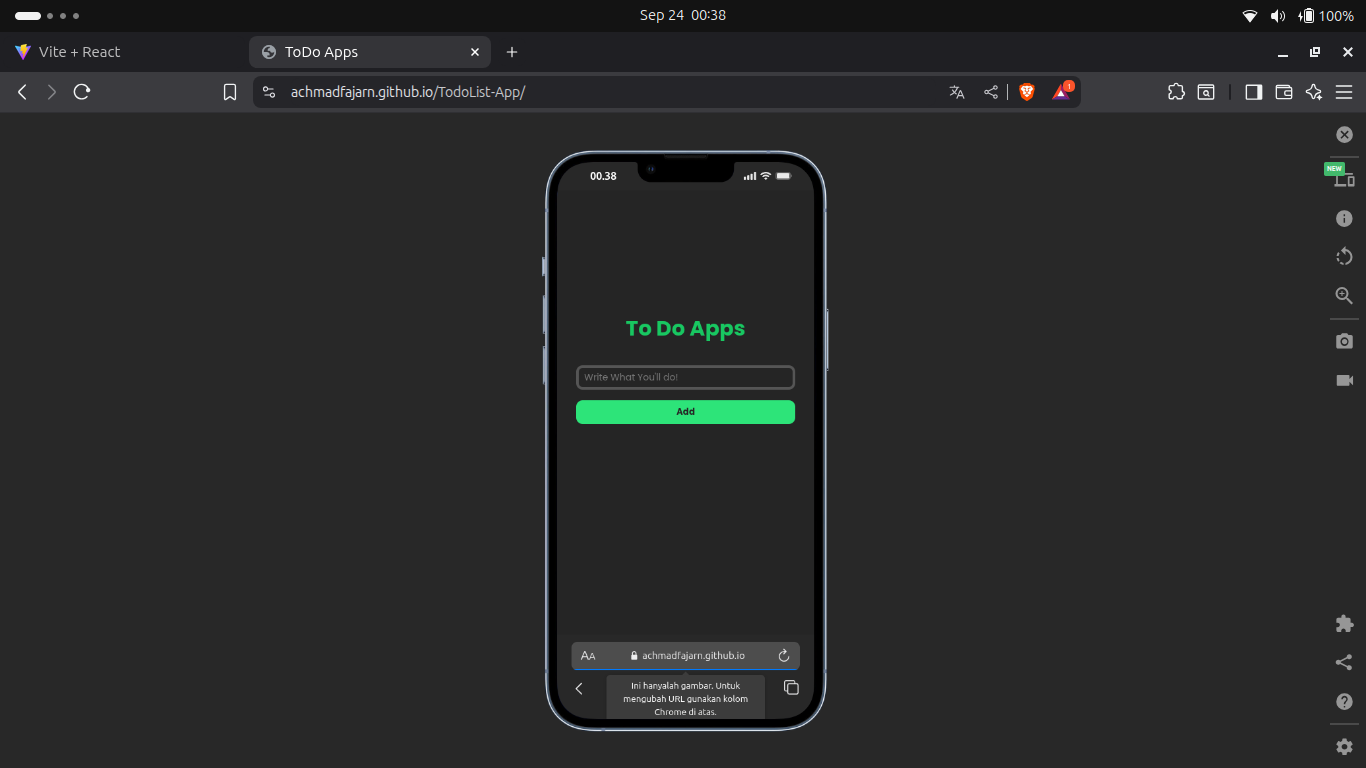 Sep 24 00:38
100%
Vite + React
ToDo Apps
achmadfajarn.github.io/TodoList-App/
1
NEW
00.38
To Do Apps
Write What You'll do!
Add
AA
achmadfajarn.github.io
Ini hanyalah gambar. Untuk
mengubah URL gunakan kolom
Chrome di atas.